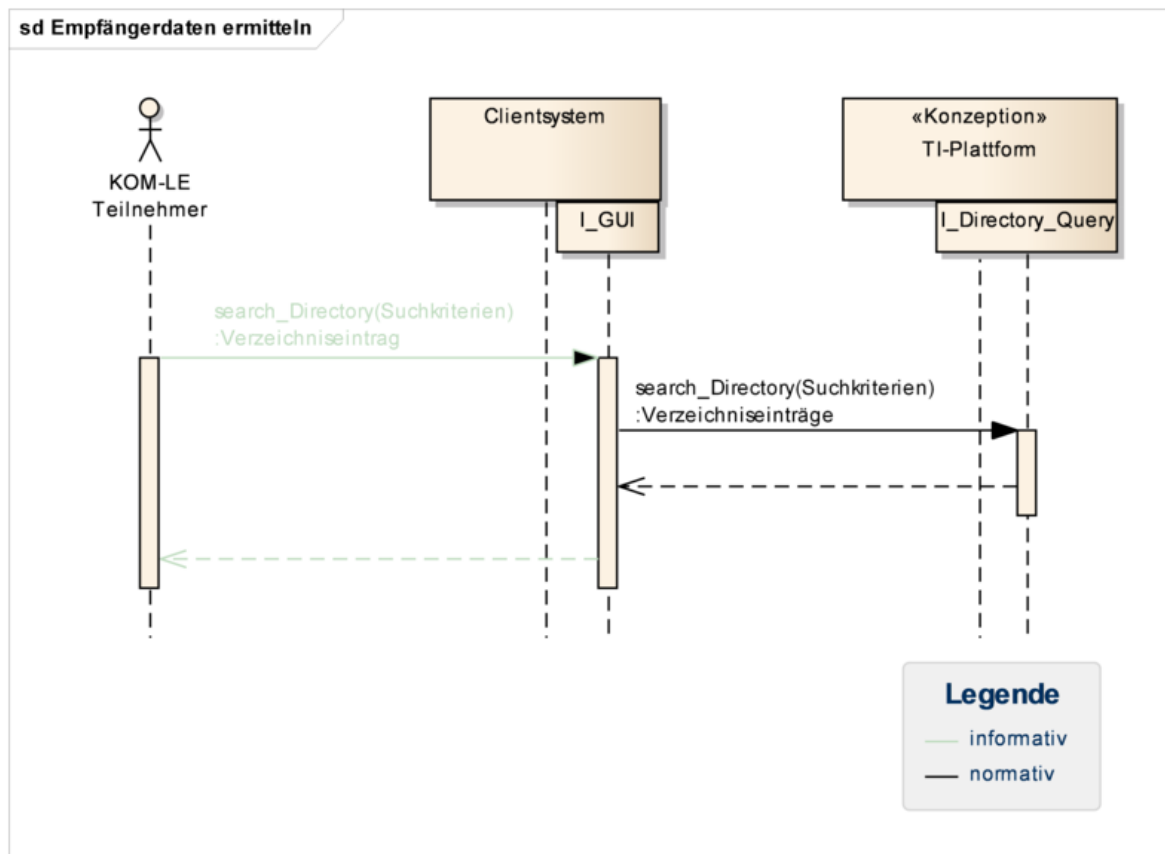 sd Empfängerdaten ermitteln
KOM-LE
Teilnehmer
Clientsystem
I_GUI
«Konzeption»
TI-Plattform
I_Directory_Query
search_Directory(Suchkriterien)
:Verzeichniseintrag
search_Directory(Suchkriterien)
:Verzeichniseinträge
Legende
informativ
normativ